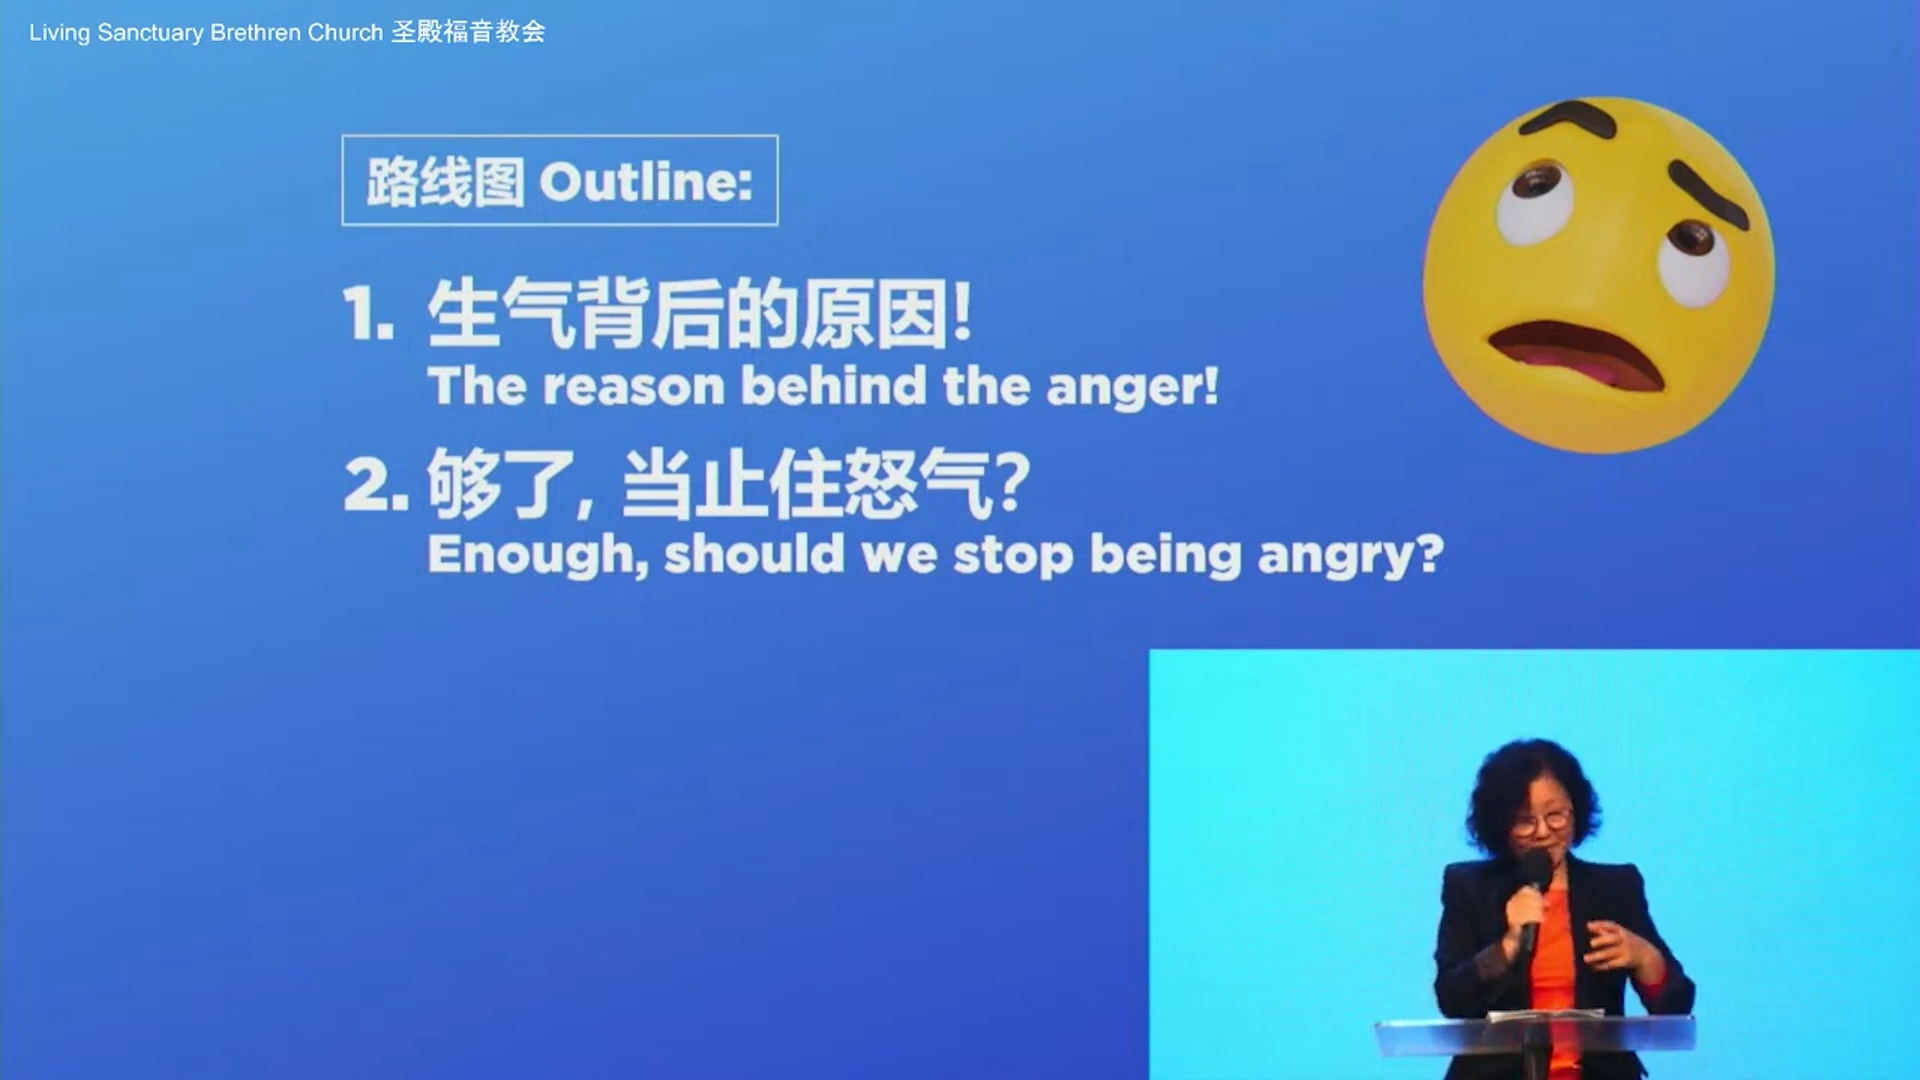 Living Sanctuary Brethren Church 圣殿福音教会
路线图 Outline:
1. 生气背后的原因!
The reason behind the anger!
2. 够了, 当止住怒气?
Enough, should we stop being angry?